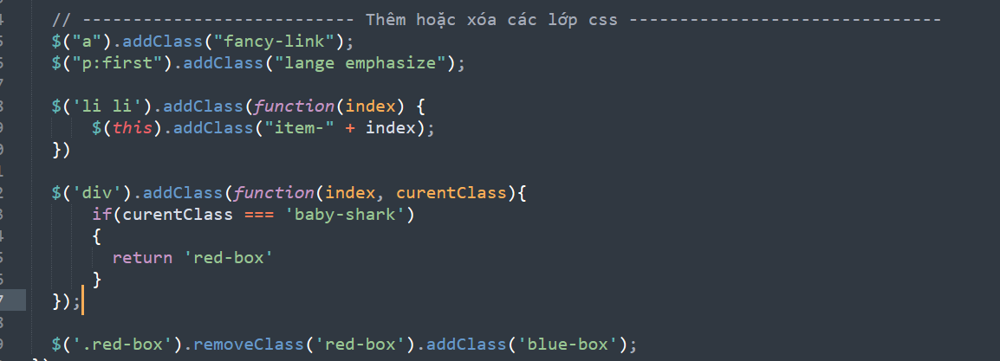 // --------------------------- Thêm hoặc xóa các lớp css -------------------------------
$("a").addClass("fancy-link");
$("p:first").addClass("lange emphasize");
$('li li').addClass(function(index) {
$(this).addClass("item-" + index);
})
$('div').addClass(function(index, curentClass){
if(curentClass === 'baby-shark')
{
return 'red-box'
}
});
$('.red-box').removeClass('red-box').addClass('blue-box');